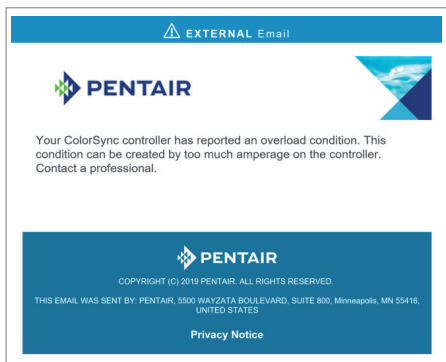 EXTERNAL Email
PENTAIR
Your ColorSync controller has reported an overload condition. This
condition can be created by too much amperage on the controller.
Contact a professional.
PENTAIR
COPYRIGHT (C) 2019 PENTAIR. ALL RIGHTS RESERVED.
THIS EMAIL WAS SENT BY: PENTAIR, 5500 WAYZATA BOULEVARD, SUITE 800, Minneapolis, MN 55416,
UNITED STATES
Privacy Notice